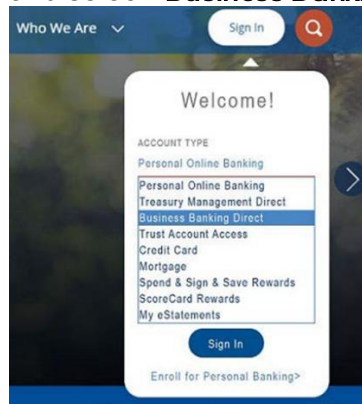 Who We Are
Sign In
Welcome!
ACCOUNT TYPE
Personal Online Banking
Personal Online Banking
Treasury Management Direct
Business Banking Direct
Trust Account Access
Credit Card
Mortgage
Spend & Sign & Save Rewards
ScoreCard Rewards
My eStatements
Sign In
Enroll for Personal Banking>